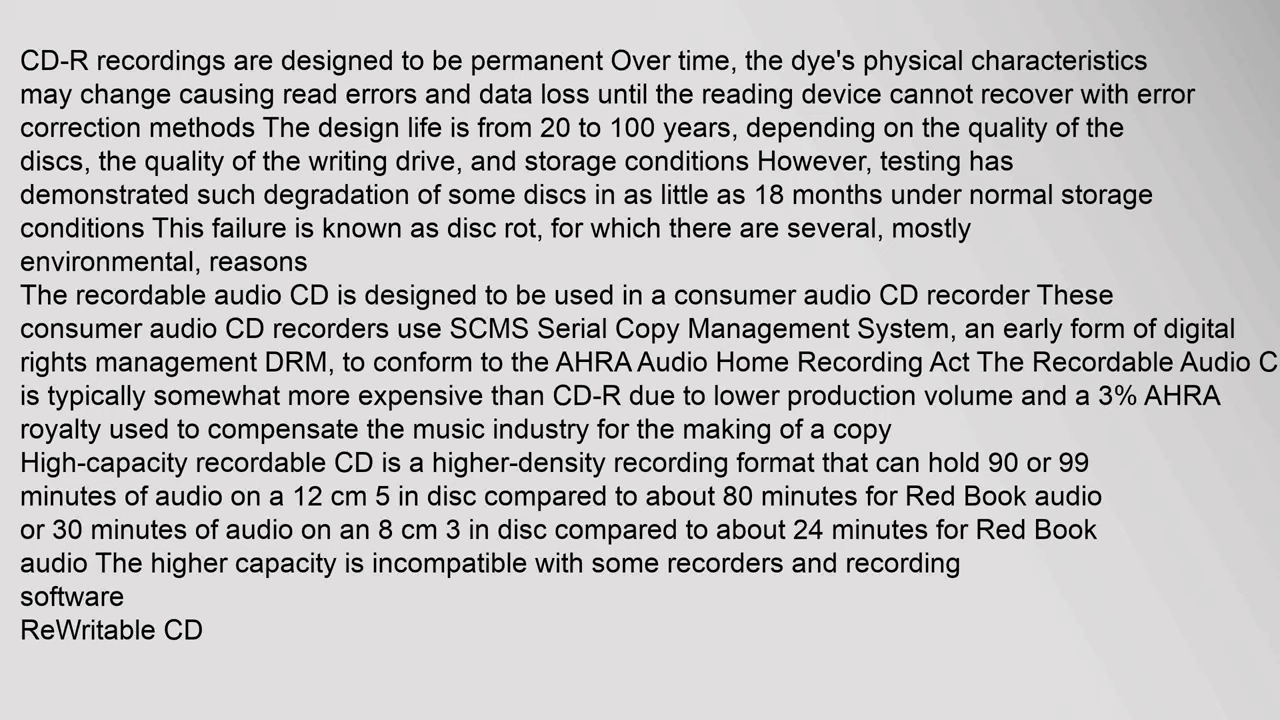 CD-R recordings are designed to be permanent Over time, the dye's physical characteristics
may change causing read errors and data loss until the reading device cannot recover with error
correction methods The design life is from 20 to 100 years, depending on the quality of the
discs, the quality of the writing drive, and storage conditions However, testing has
demonstrated such degradation of some discs in as little as 18 months under normal storage
conditions This failure is known as disc rot, for which there are several, mostly
environmental, reasons
The recordable audio CD is designed to be used in a consumer audio CD recorder These
consumer audio CD recorders use SCMS Serial Copy Management System, an early form of digital
rights management DRM, to conform to the AHRA Audio Home Recording Act The Recordable Audio C
is typically somewhat more expensive than CD-R due to lower production volume and a 3% AHRA
royalty used to compensate the music industry for the making of a copy
High-capacity recordable CD is a higher-density recording format that can hold 90 or 99
minutes of audio on a 12 cm 5 in disc compared to about 80 minutes for Red Book audio
or 30 minutes of audio on an 8 cm 3 in disc compared to about 24 minutes for Red Book
audio The higher capacity is incompatible with some recorders and recording
software
ReWritable CD